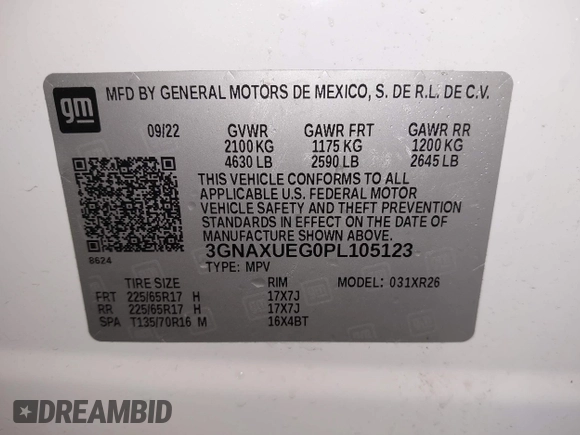 gm
MFD BY GENERAL MOTORS DE MEXICO, S. DE R.L. DE C.V.
09/22 GVWR GAWR FRT GAWR RR
2100 KG 1175 KG 1200 KG
4630 LB 2590 LB 2645 LB
THIS VEHICLE CONFORMS TO ALL
APPLICABLE U.S. FEDERAL MOTOR
VEHICLE SAFETY AND THEFT PREVENTION
STANDARDS IN EFFECT ON THE DATE OF
MANUFACTURE SHOWN ABOVE.
3GNAXUEG0PL105123
8624 TYPE: MPV
TIRE SIZE RIM MODEL: 031XR26
FRT 225/65R17 H 17X7J
RR 225/65R17 H 17X7J
SPA T135/70R16 M 16X4BT
DREAMBID